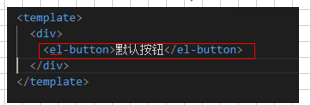 <template>
<div>
<el-button>默认按钮</el-button>
</div>
</template>